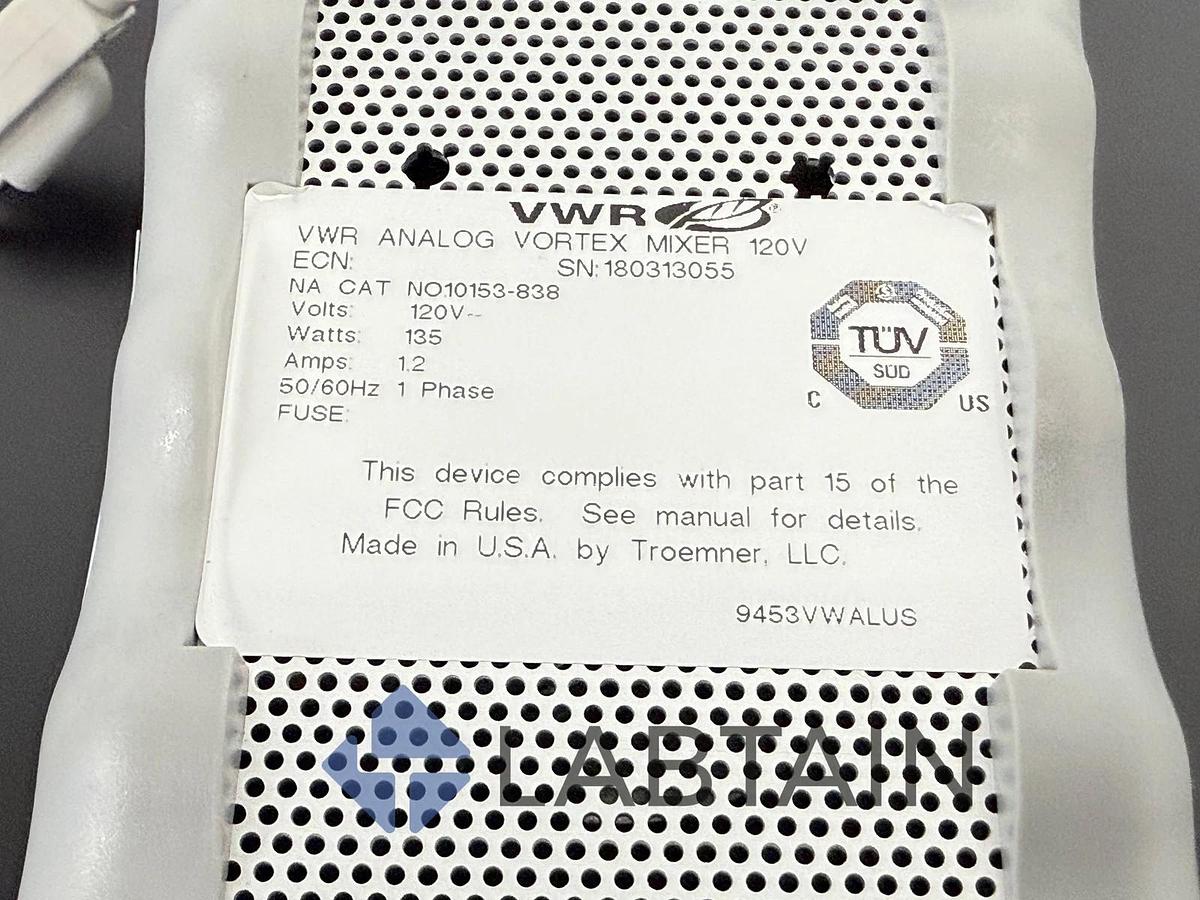 VWR
VWR ANALOG VORTEX MIXER 120V
ECN: SN:180313055
NA CAT NO.10153-838
Volts: 120V~
Watts: 135
Amps: 1.2
50/60Hz 1 Phase
FUSE:
TÜV
SÜD
C US
This device complies with part 15 of the
FCC Rules. See manual for details.
Made in U.S.A. by Troemner, LLC.
9453VWALUS
LABTAIN